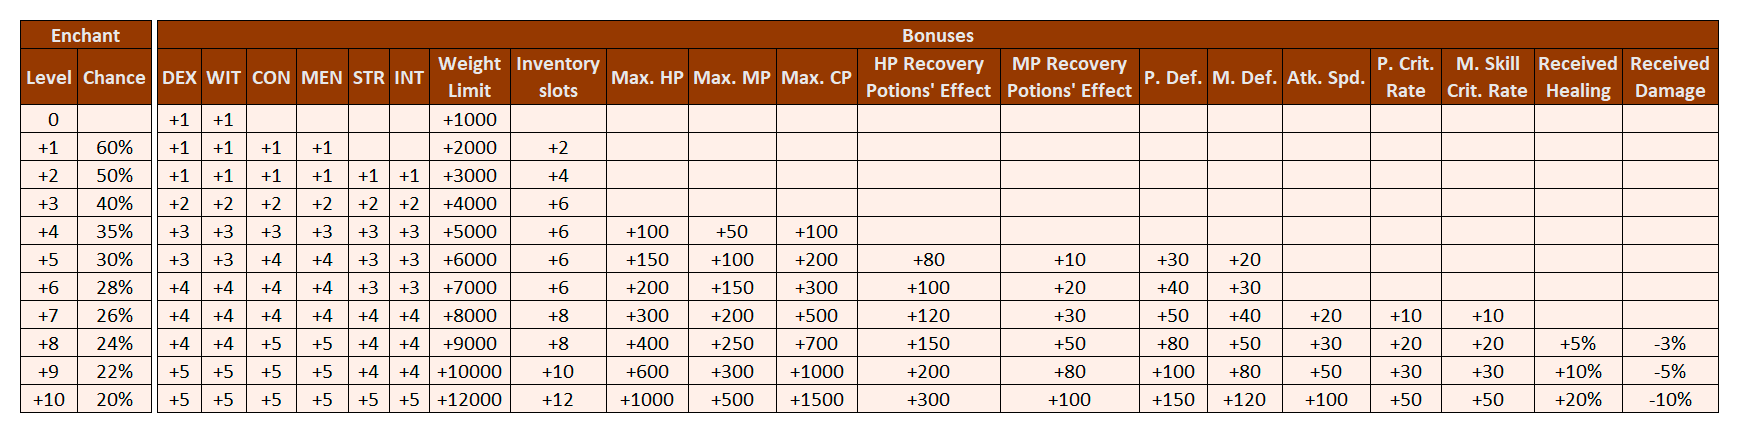 Enchant Bonuses
Level Chance DEX WIT CON MEN STR INT Weight Limit Inventory slots Max. HP Max. MP Max. CP HP Recovery Potions' Effect MP Recovery Potions' Effect P. Def. M. Def. Atk. Spd. P. Crit. Rate M. Skill Crit. Rate Received Healing Received Damage
0 +1 +1 +1000
+1 60% +1 +1 +1 +1 +2000 +2
+2 50% +1 +1 +1 +1 +1 +1 +3000 +4
+3 40% +2 +2 +2 +2 +2 +2 +4000 +6
+4 35% +3 +3 +3 +3 +3 +3 +5000 +6 +100 +50 +100
+5 30% +3 +3 +4 +4 +3 +3 +6000 +6 +150 +100 +200 +80 +10 +30 +20
+6 28% +4 +4 +4 +4 +3 +3 +7000 +6 +200 +150 +300 +100 +20 +40 +30
+7 26% +4 +4 +4 +4 +4 +4 +8000 +8 +300 +200 +500 +120 +30 +50 +40 +20 +10 +10
+8 24% +4 +4 +5 +5 +4 +4 +9000 +8 +400 +250 +700 +150 +50 +80 +50 +30 +20 +20 +5% -3%
+9 22% +5 +5 +5 +5 +4 +4 +10000 +10 +600 +300 +1000 +200 +80 +100 +80 +50 +30 +30 +10% -5%
+10 20% +5 +5 +5 +5 +5 +5 +12000 +12 +1000 +500 +1500 +300 +100 +150 +120 +100 +50 +50 +20% -10%